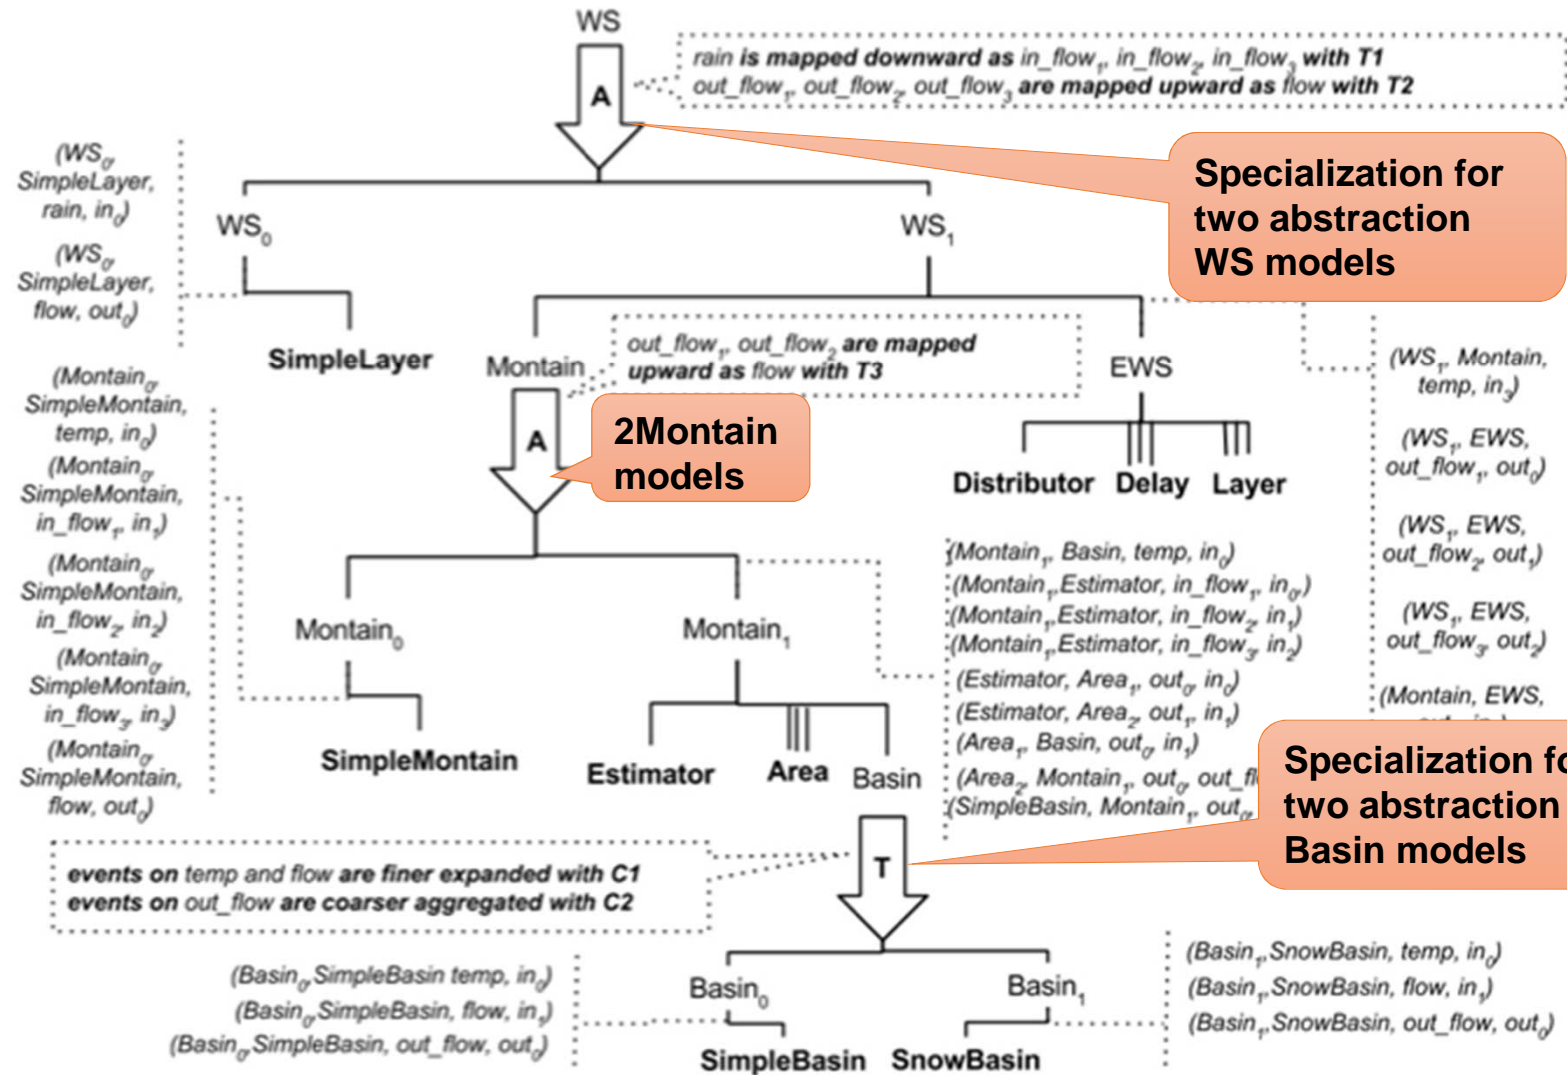 WS
A
rain is mapped downward as in_flow₁, in_flow₂, in_flow₃ with T1
out_flow₁, out_flow₂, out_flow₃ are mapped upward as flow with T2
Specialization for
two abstraction
WS models
(WS₀,
SimpleLayer,
rain, in₀)
(WS₀,
SimpleLayer,
flow, out₀)
WS₀
WS₁
SimpleLayer
Montain
out_flow₁, out_flow₂ are mapped
upward as flow with T3
EWS
A
2Montain
models
Distributor Delay Layer
(WS₁, Montain,
temp, in₃)
(WS₁, EWS,
out_flow₁, out₀)
(WS₁, EWS,
out_flow₂, out₁)
(WS₁, EWS,
out_flow₃, out₂)
(Montain, EWS,
(Montain₀,
SimpleMontain,
temp, in₀)
(Montain₀,
SimpleMontain,
in_flow₁, in₁)
(Montain₀,
SimpleMontain,
in_flow₂, in₂)
(Montain₀,
SimpleMontain,
in_flow₃, in₃)
(Montain₀,
SimpleMontain,
flow, out₀)
Montain₀
Montain₁
SimpleMontain
Estimator
Area
Basin
(Montain₁, Basin, temp, in₀)
(Montain₁,Estimator, in_flow₁, in₀,)
(Montain₁,Estimator, in_flow₂, in₁)
(Montain₁,Estimator, in_flow₃, in₂)
(Estimator, Area₁, out₀, in₀)
(Estimator, Area₂, out₁, in₁)
(Area₁, Basin, out₀, in₁)
(Area₂, Montain₁, out₀,
(SimpleBasin, Montain₁, out₀,
Specialization fo
two abstraction
Basin models
T
events on temp and flow are finer expanded with C1
events on out_flow are coarser aggregated with C2
(Basin₀,SimpleBasin temp, in₀)
(Basin₀,SimpleBasin, flow, in₁)
(Basin₀,SimpleBasin, out_flow, out₀)
Basin₀
Basin₁
SimpleBasin
SnowBasin
(Basin₁,SnowBasin, temp, in₀)
(Basin₁,SnowBasin, flow, in₁)
(Basin₁,SnowBasin, out_flow, out₀)